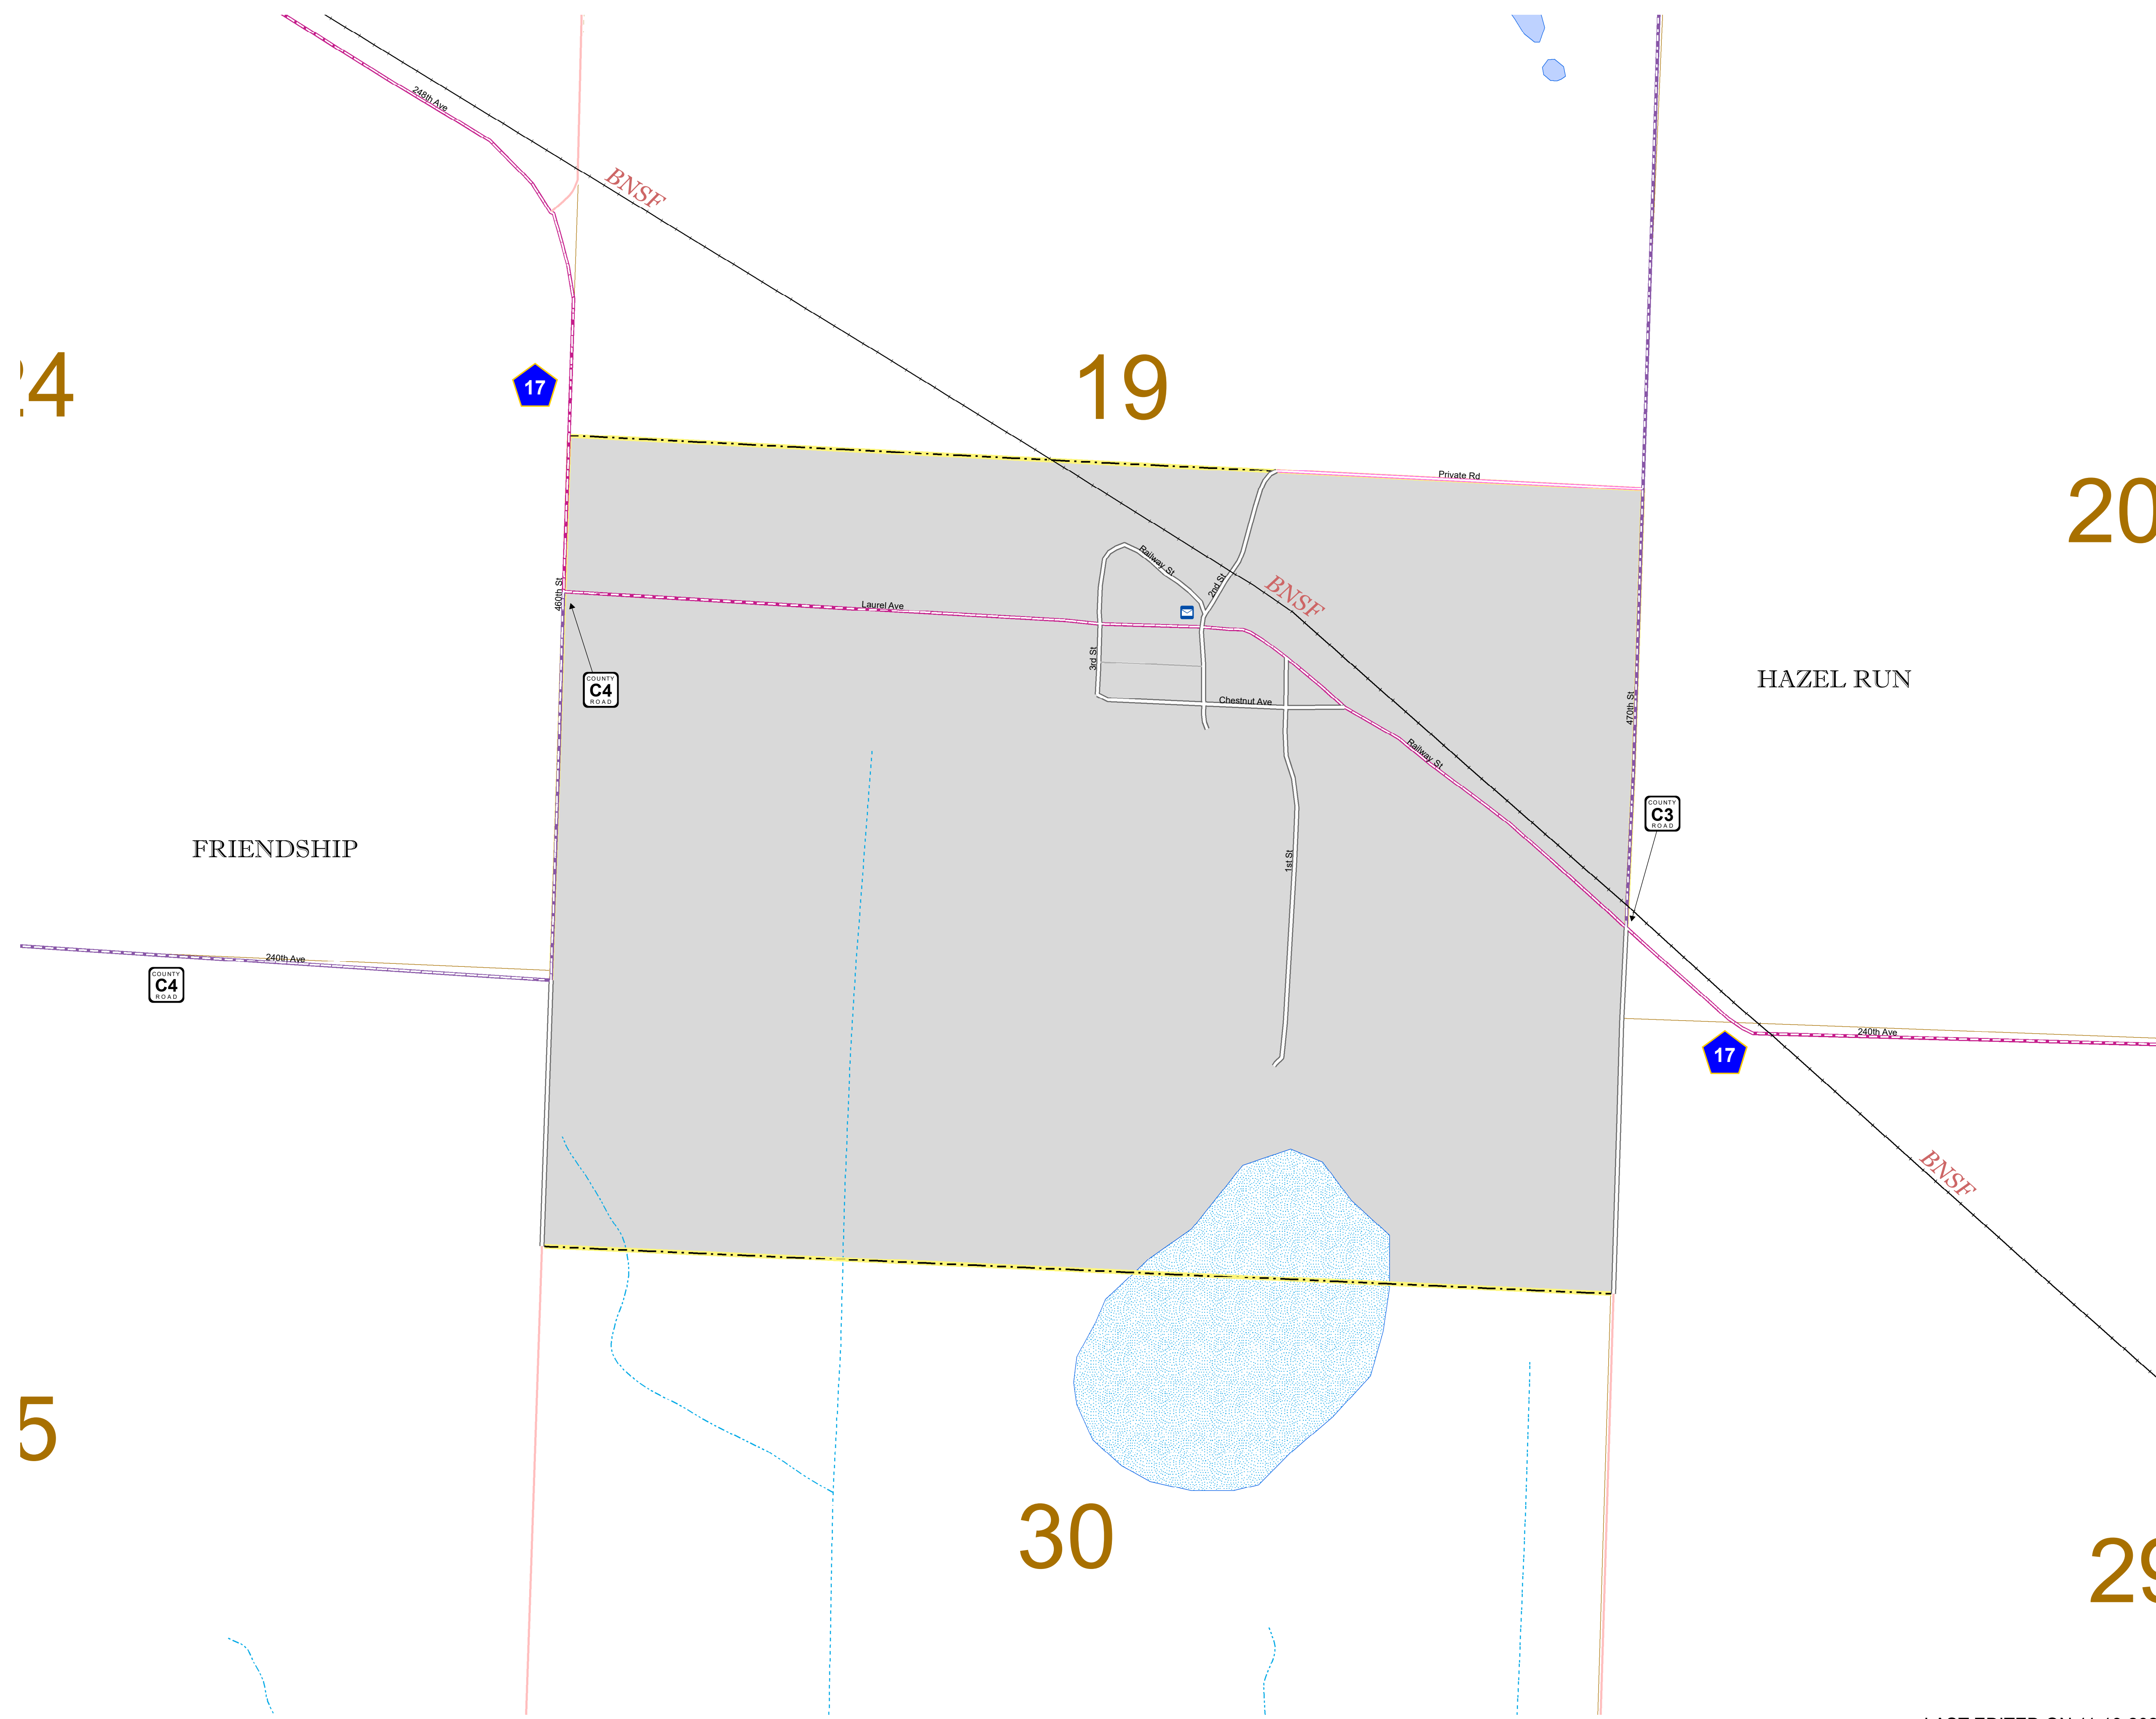 248th Ave
BNSF
24
17
19
Private Rd
20
Railway St
2nd St
BNSF
460th St
Laurel Ave
3rd St
COUNTY
C4
ROAD
Chestnut Ave
HAZEL RUN
470th St
Railway St
COUNTY
C3
ROAD
FRIENDSHIP
1st St
240th Ave
COUNTY
C4
ROAD
240th Ave
17
BNSF
5
30
29